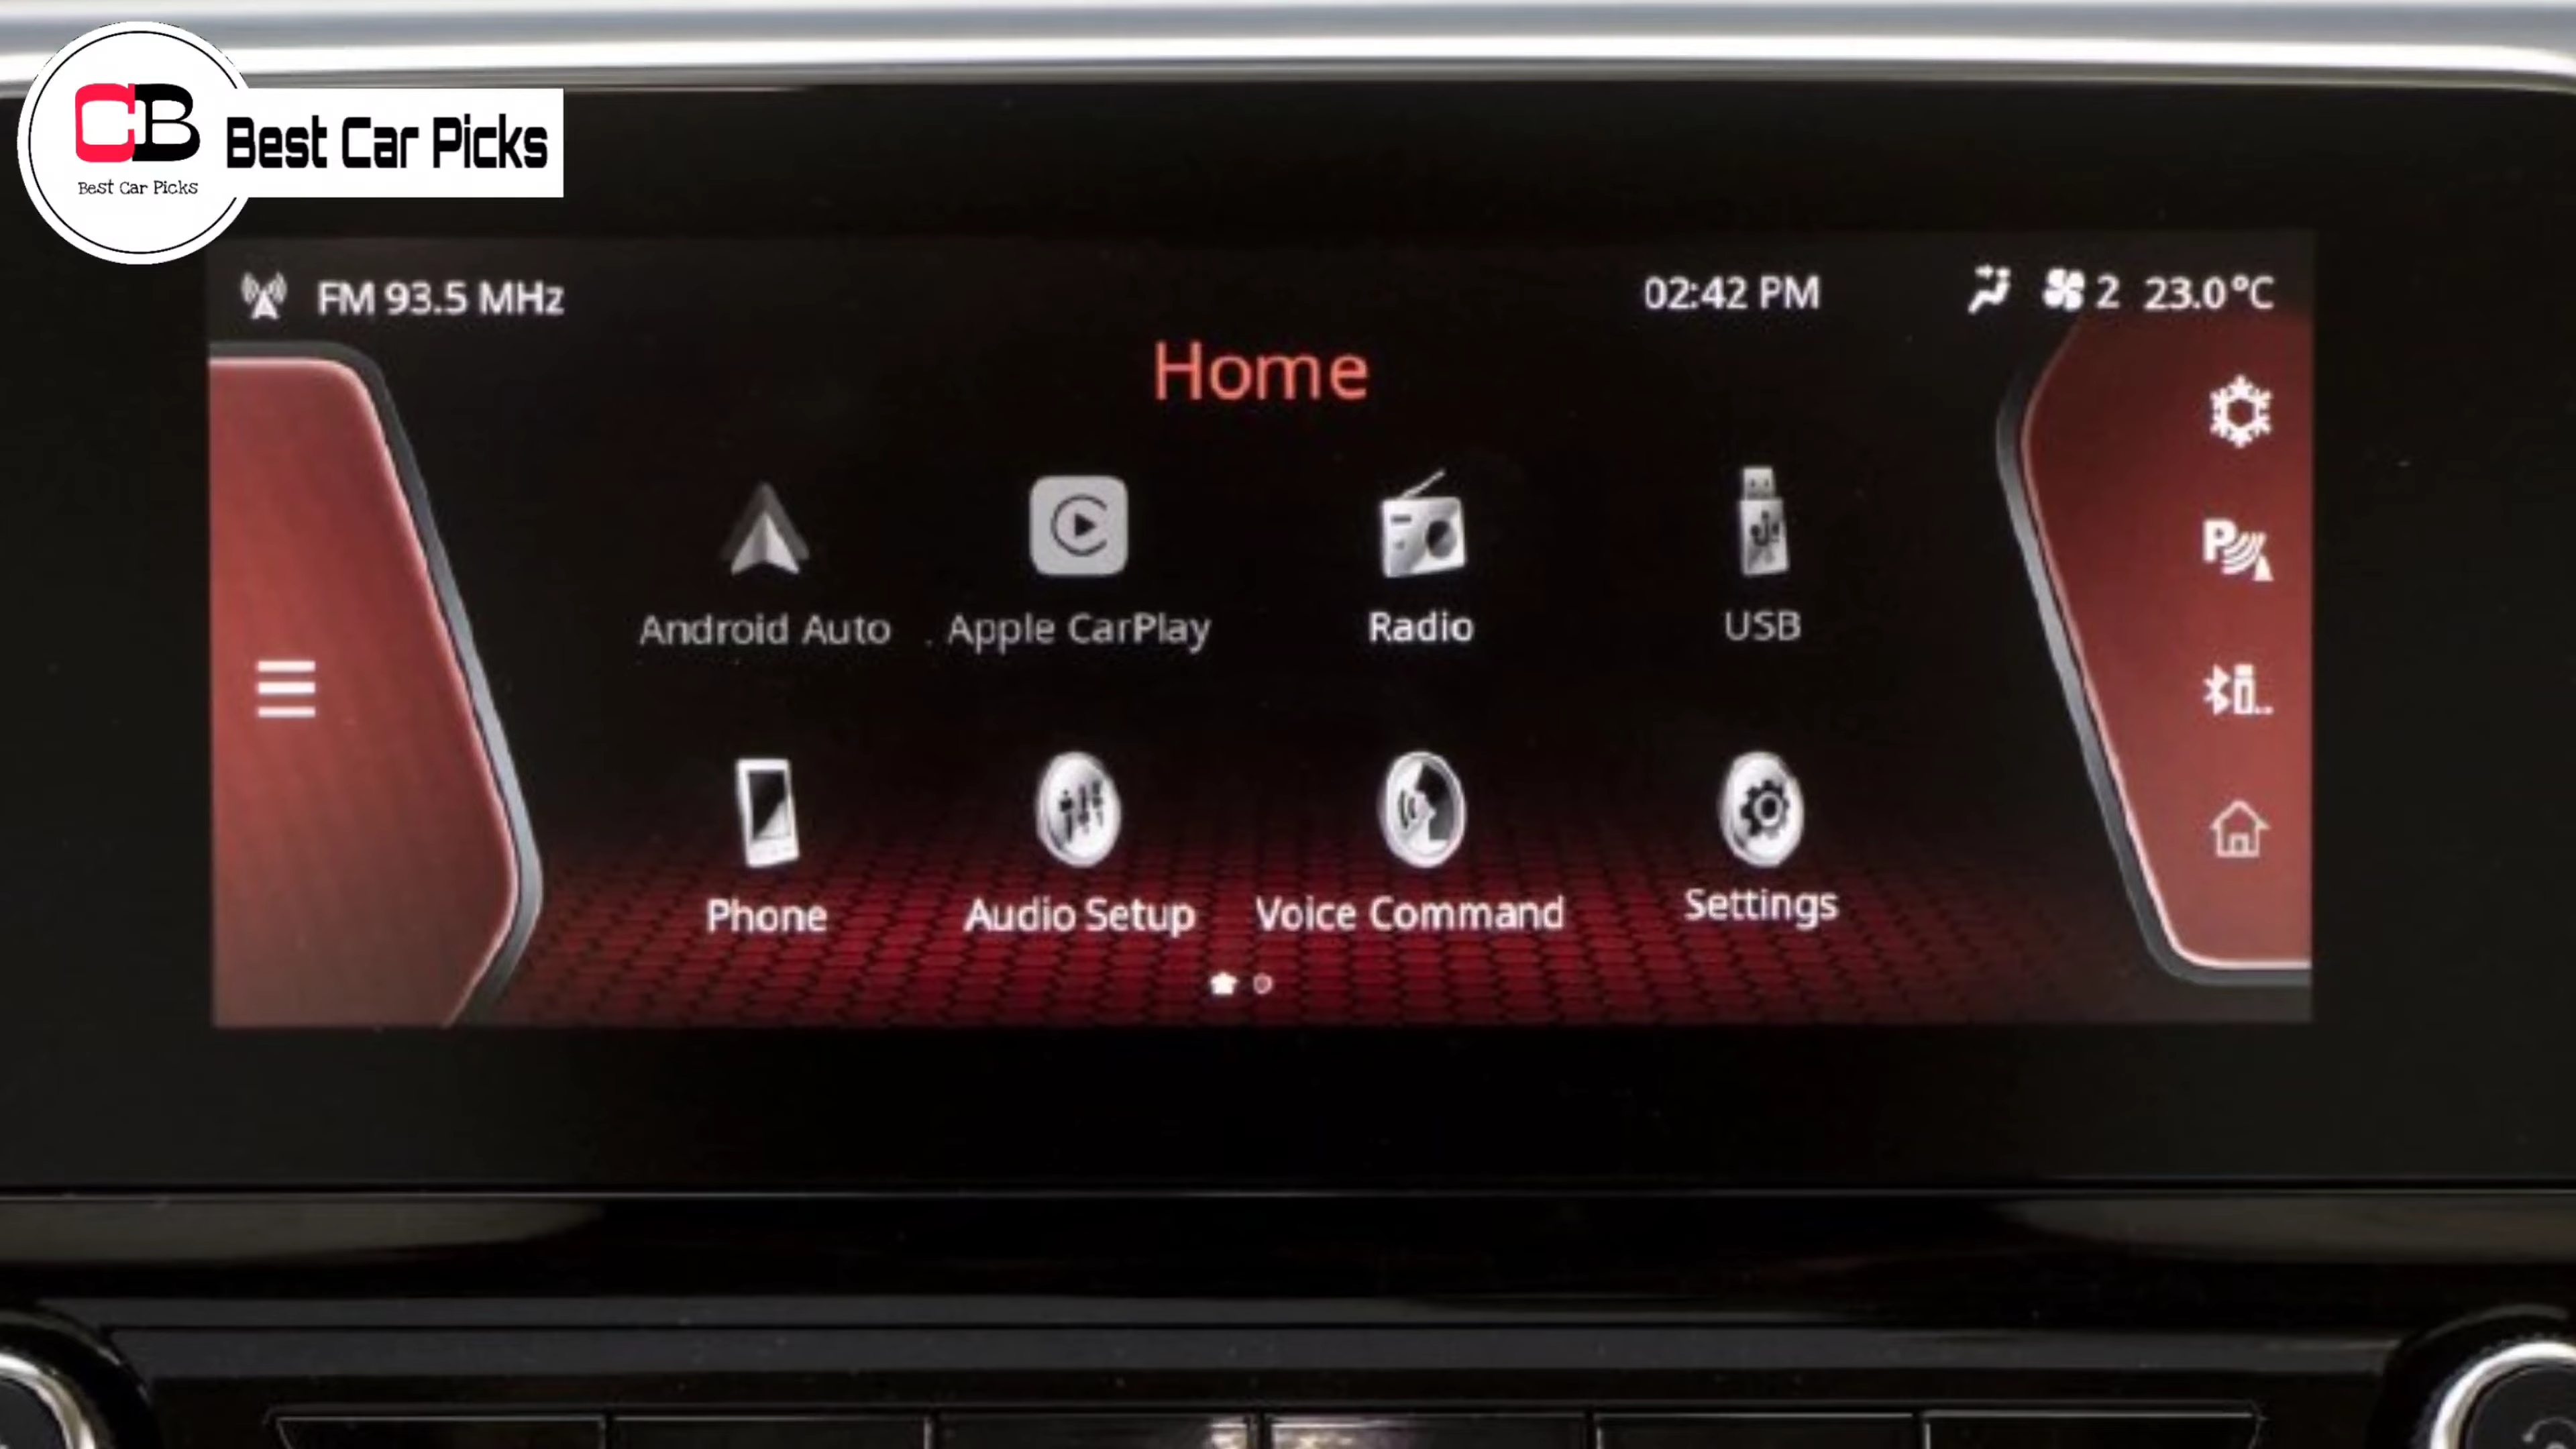 CB
Best Car Picks
Best Car Picks
FM 93.5 MHz
02:42 PM
2 23.0°C
Home
Android Auto
Apple CarPlay
Radio
USB
P
Phone
Audio Setup
Voice Command
Settings